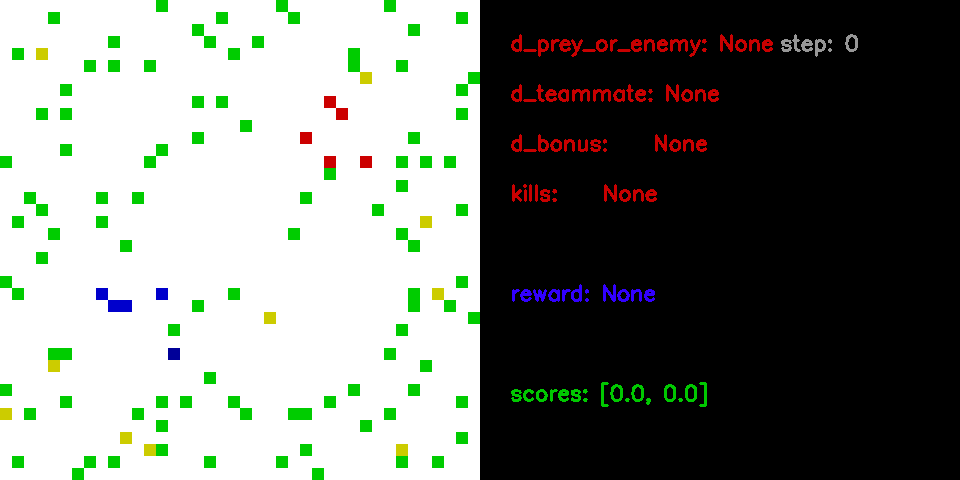 d_prey_or_enemy: None step: 0
d_teammate: None
d_bonus: None
kills: None
reward: None
scores: [0.0, 0.0]